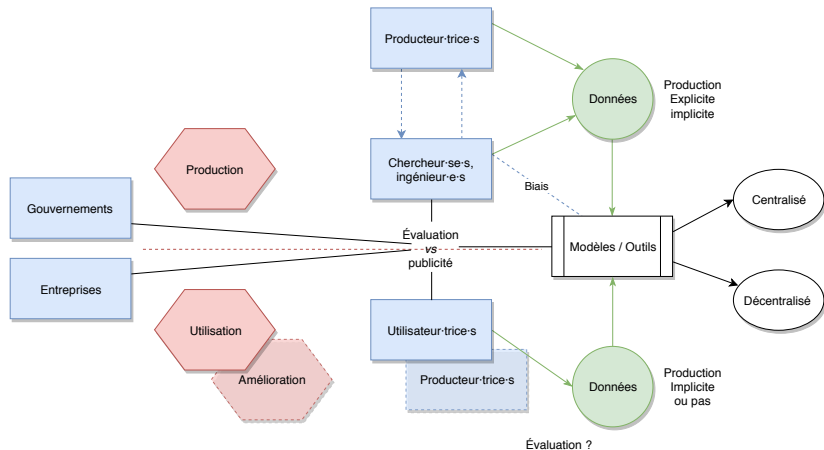 Producteur·trice·s
Données
Production
Explicite
implicite
Production
Chercheur·se·s,
ingénieur·e·s
Biais
Gouvernements
Centralisé
Évaluation
vs
publicité
Modèles / Outils
Entreprises
Décentralisé
Utilisation
Utilisateur·trice·s
Amélioration
Producteur·trice·s
Données
Production
Implicite
ou pas
Évaluation ?